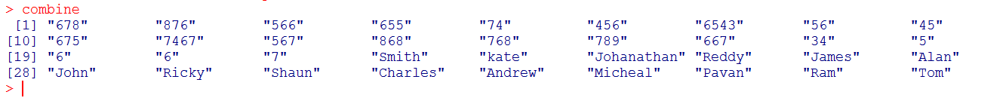 > combine
[1] "678" "876" "566" "655" "74" "456" "6543" "56" "45"
[10] "675" "7467" "567" "868" "768" "789" "667" "34" "5"
[19] "6" "6" "7" "Smith" "kate" "Johanathan" "Reddy" "James" "Alan"
[28] "John" "Ricky" "Shaun" "Charles" "Andrew" "Micheal" "Pavan" "Ram" "Tom"
>